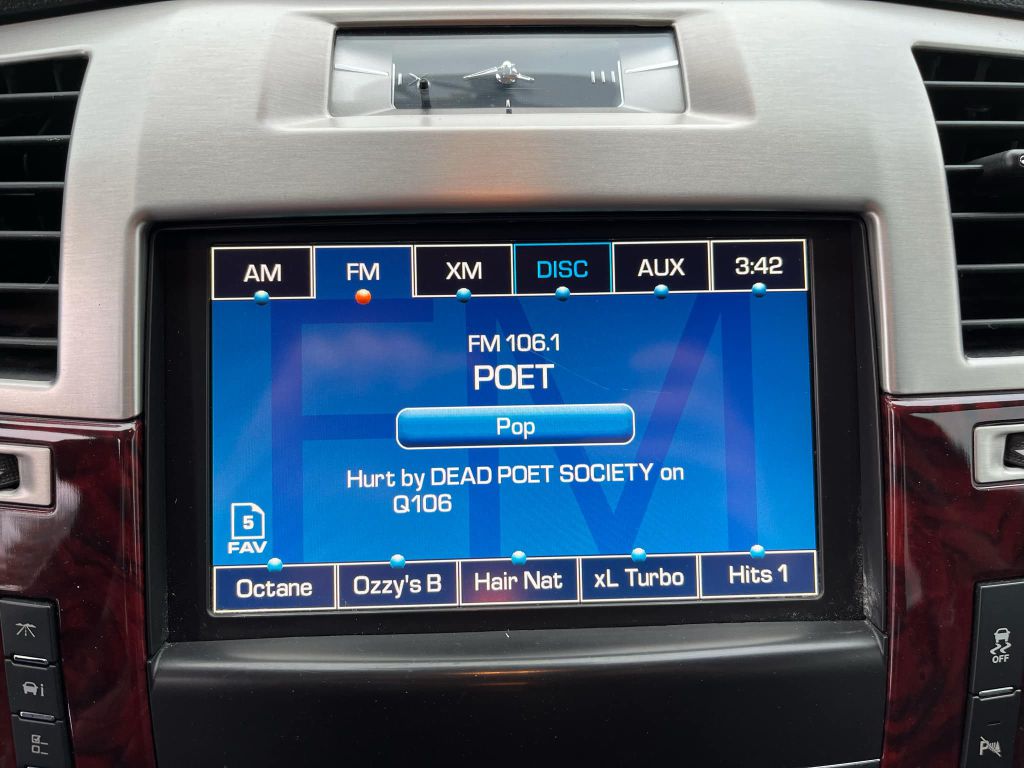 AM FM XM DISC AUX 3:42
FM 106.1
POET
Pop
Hurt by DEAD POET SOCIETY on
Q106
5
FAV
Octane Ozzy's B Hair Nat xL Turbo Hits 1
i
OFF